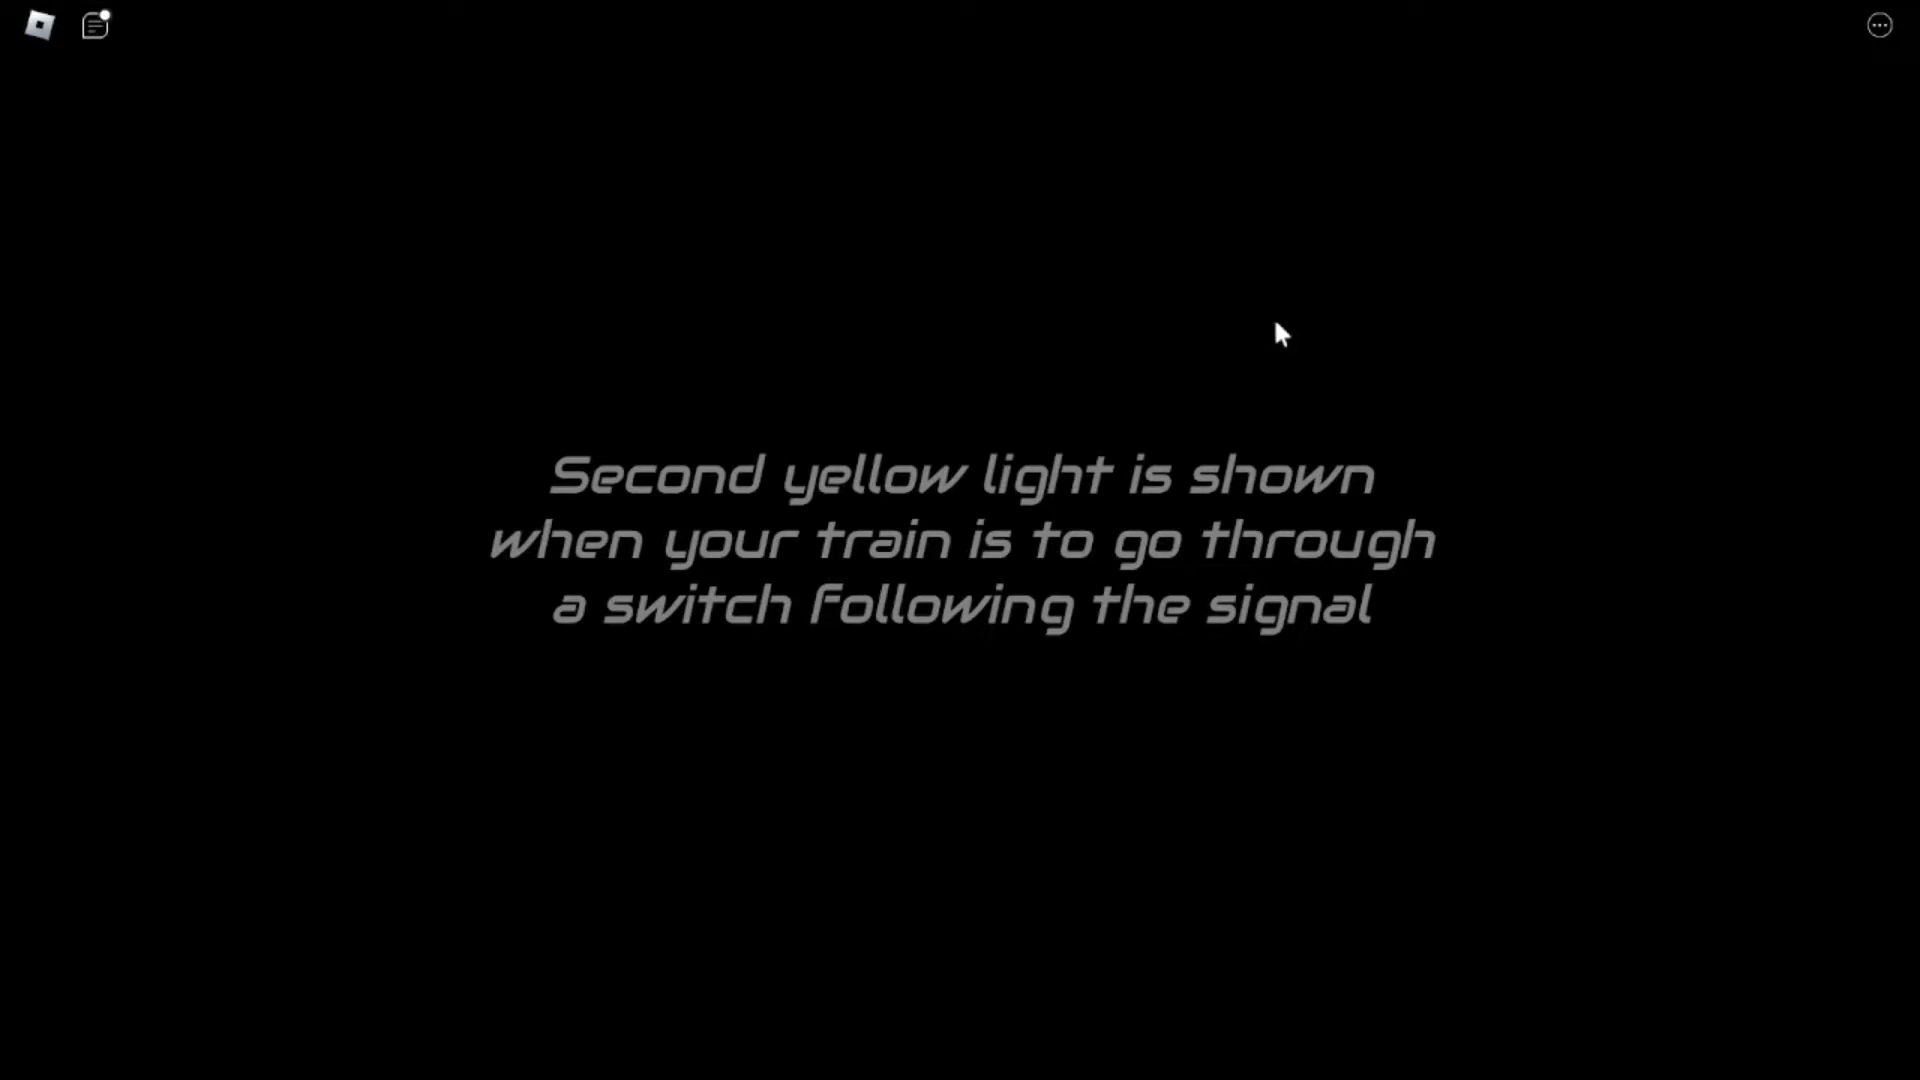 Second yellow light is shown
when your train is to go through
a switch following the signal